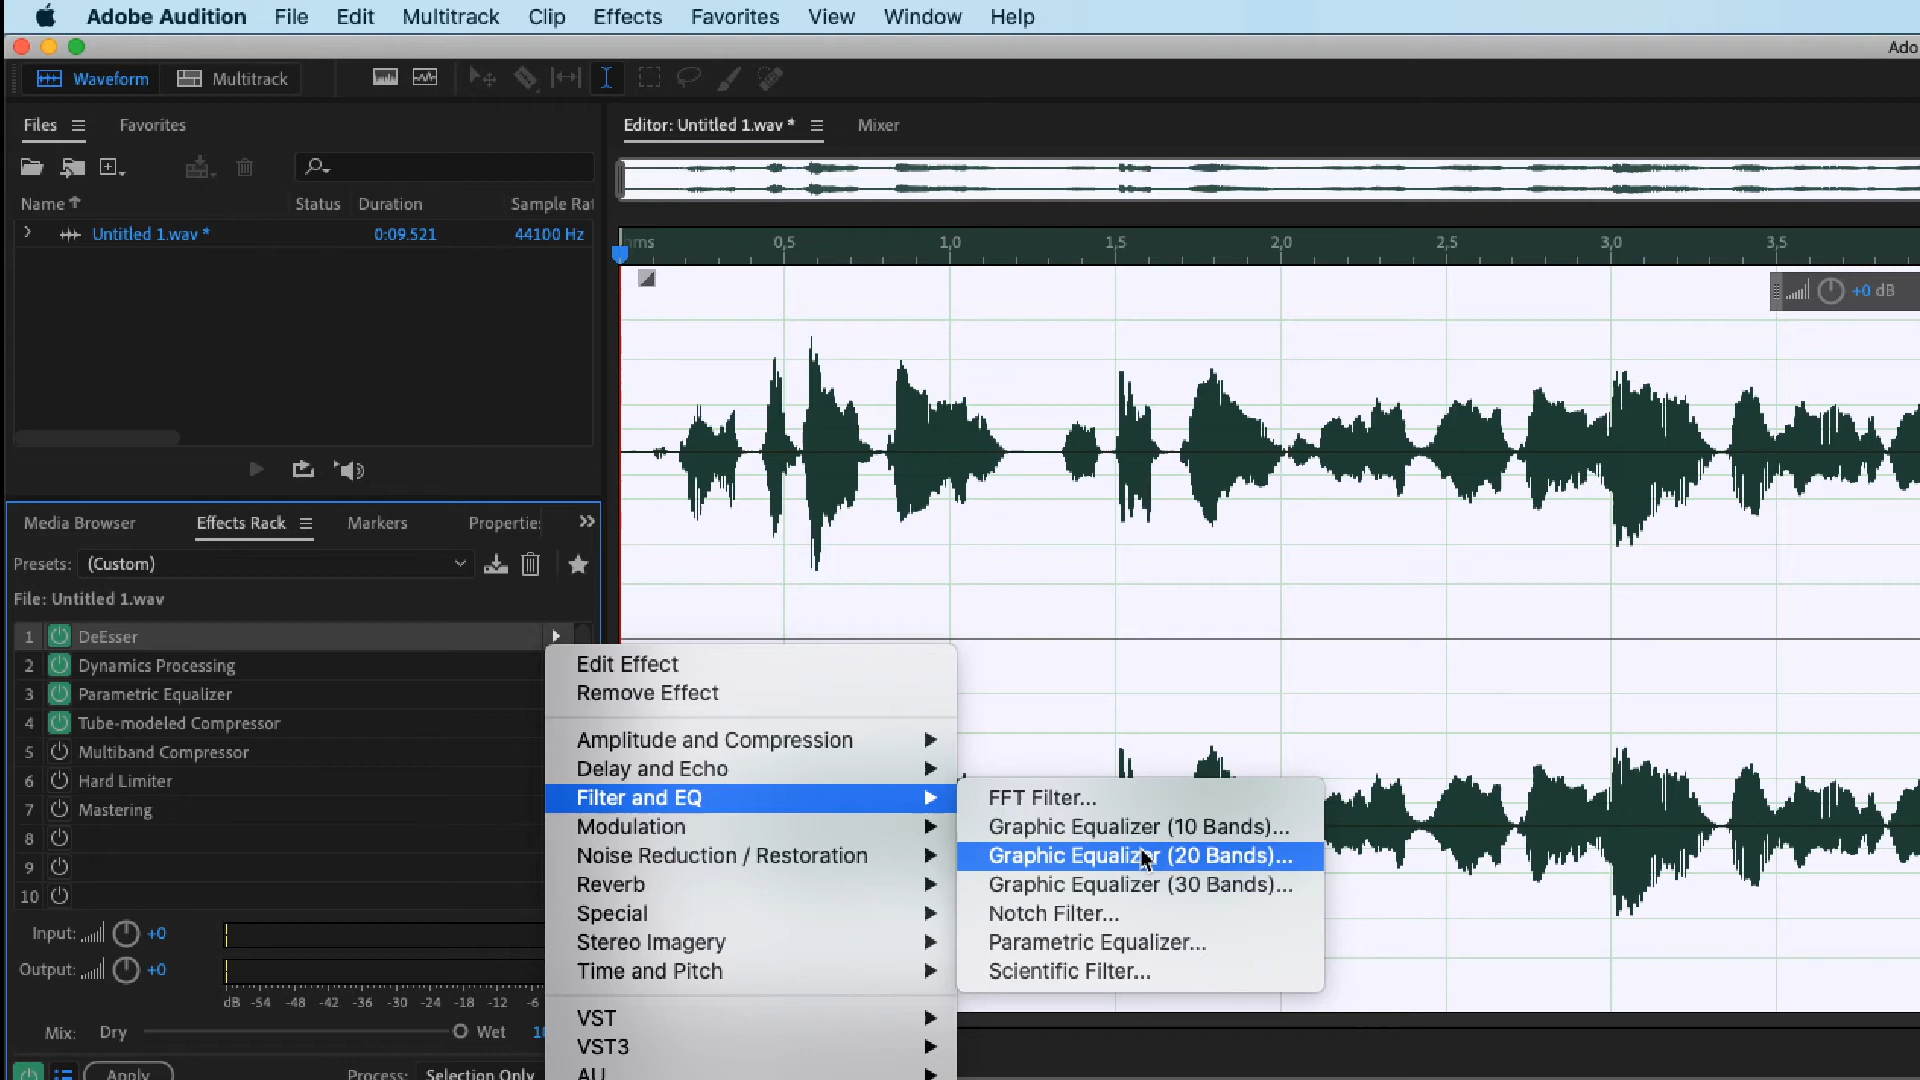 Adobe Audition File Edit Multitrack Clip Effects Favorites View Window Help
Ado
Waveform Multitrack
Files Favorites
Editor: Untitled 1.wav * Mixer
Name Status Duration Sample Rat
Untitled 1.wav * 0:09.521 44100 Hz
hms 0,5 1,0 1,5 2,0 2,5 3,0 3,5
+0 dB
Media Browser Effects Rack Markers Propertie
Presets: (Custom)
File: Untitled 1.wav
1 DeEsser
2 Dynamics Processing
3 Parametric Equalizer
4 Tube-modeled Compressor
5 Multiband Compressor
6 Hard Limiter
7 Mastering
8
9
10
Input: +0
Output: +0
dB -54 -48 -42 -36 -30 -24 -18 -12 -6
Mix: Dry Wet 10
Apply Process: Selection Only
Edit Effect
Remove Effect
Amplitude and Compression
Delay and Echo
Filter and EQ
Modulation
Noise Reduction / Restoration
Reverb
Special
Stereo Imagery
Time and Pitch
VST
VST3
AU
FFT Filter...
Graphic Equalizer (10 Bands)...
Graphic Equalizer (20 Bands)...
Graphic Equalizer (30 Bands)...
Notch Filter...
Parametric Equalizer...
Scientific Filter...